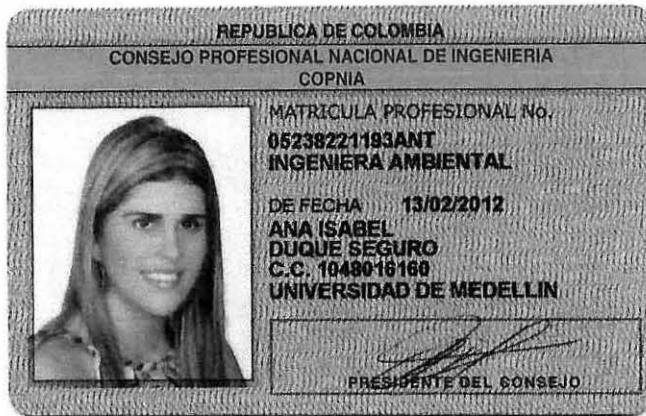 REPUBLICA DE COLOMBIA
CONSEJO PROFESIONAL NACIONAL DE INGENIERIA
COPNIA
MATRICULA PROFESIONAL No.
05238221193ANT
INGENIERA AMBIENTAL
DE FECHA 13/02/2012
ANA ISABEL
DUQUE SEGURO
C.C. 1048016160
UNIVERSIDAD DE MEDELLIN
PRESIDENTE DEL CONSEJO